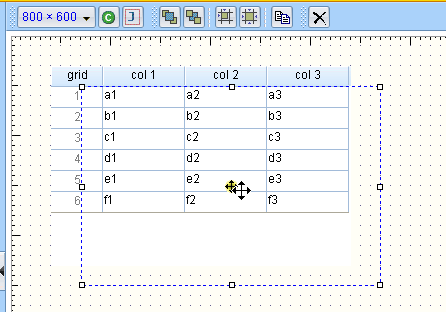 800 × 600 C J
grid col 1 col 2 col 3
1 a1 a2 a3
2 b1 b2 b3
3 c1 c2 c3
4 d1 d2 d3
5 e1 e2 e3
6 f1 f2 f3